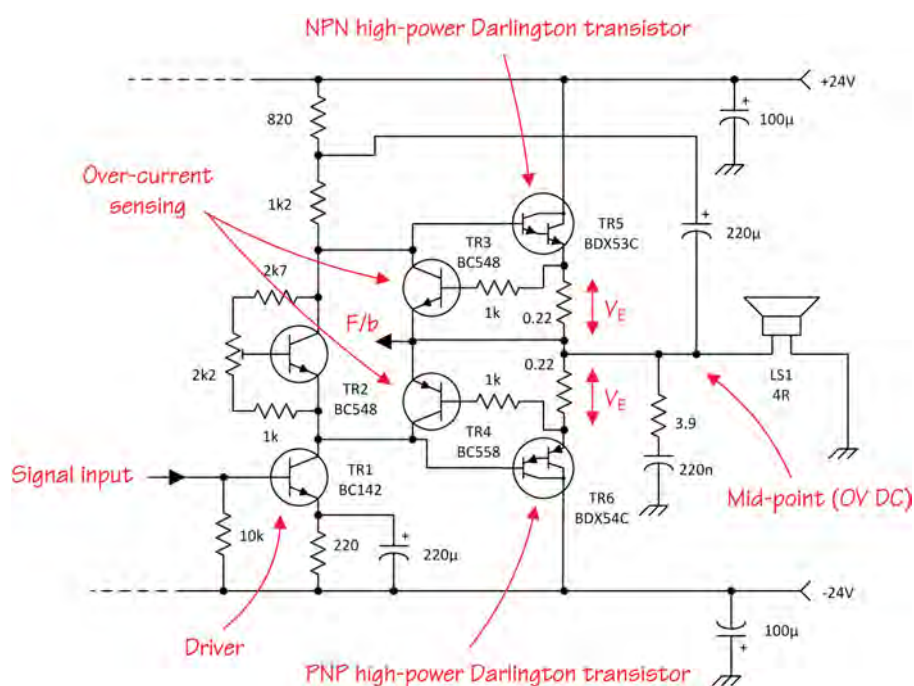 NPN high-power Darlington transistor
+24V
820
+
100µ
Over-current
sensing
1k2
TR5
BDX53C
+
220µ
TR3
BC548
2k7
1k
VE
F/b
0.22
0.22
2k2
1k
LS1
4R
TR2
BC548
VE
3.9
1k
TR4
BC558
220n
Signal input
TR1
BC142
TR6
BDX54C
Mid-point (0V DC)
10k
220
+
220µ
-24V
Driver
100µ
+
PNP high-power Darlington transistor